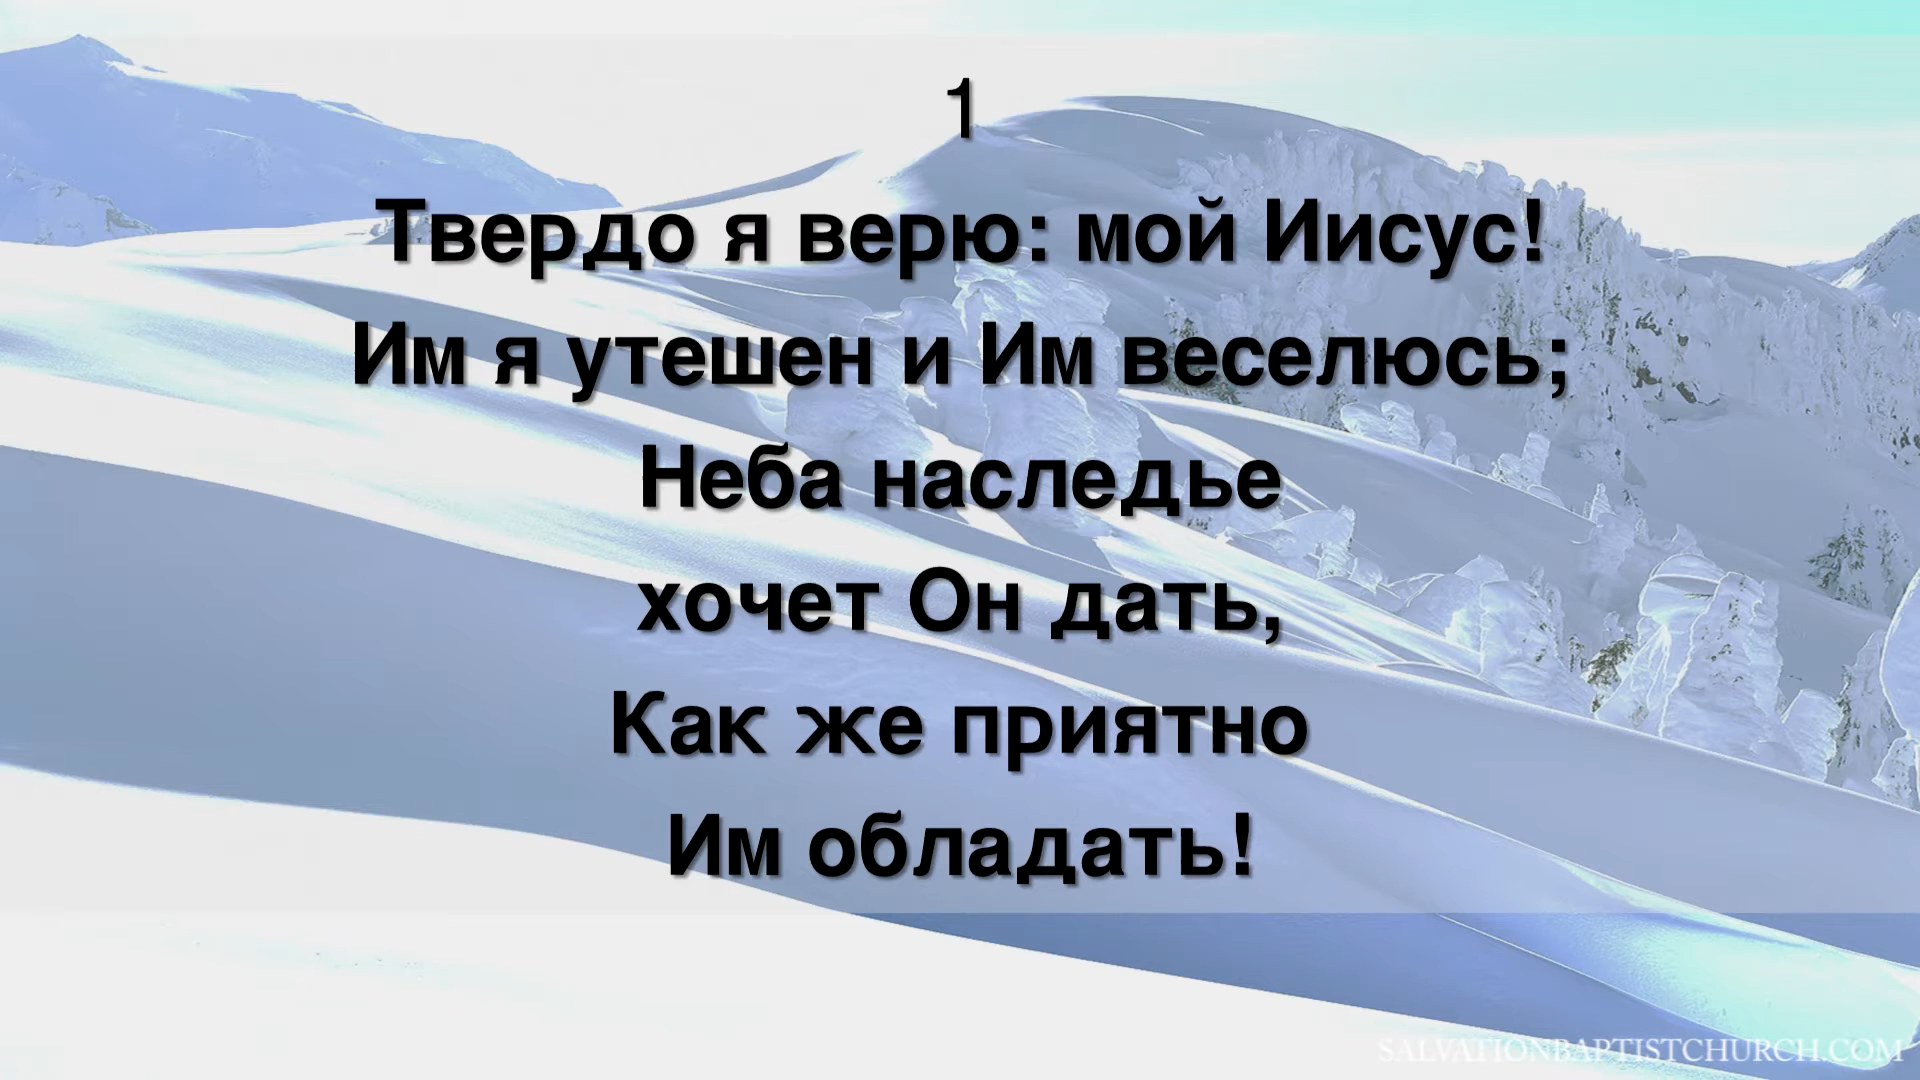 1
Твердо я верю: мой Иисус!
Им я утешен и Им веселюсь;
Неба наследье
хочет Он дать,
Как же приятно
Им обладать!
SALVATIONBAPTISTCHURCH.COM